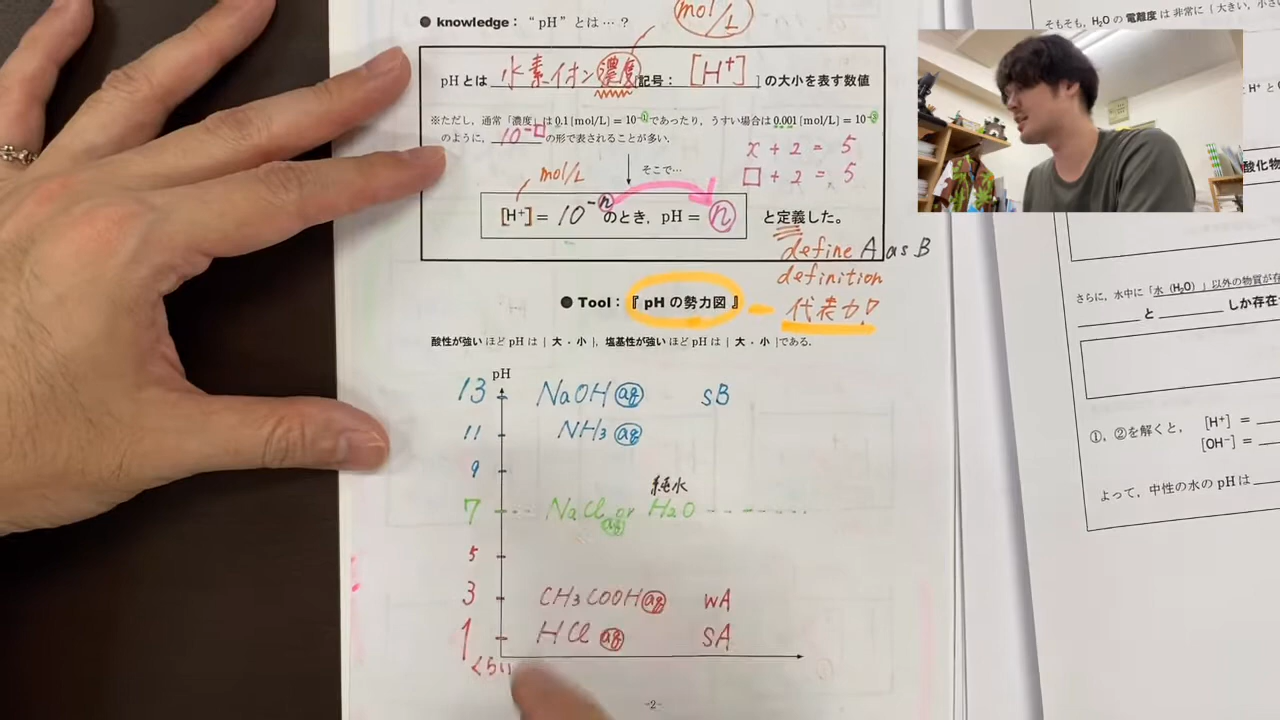 ● knowledge： “pH” とは … ？
mol/L
pHとは 水素イオン濃度 記号： [H⁺] の大小を表す数値
※ただし，通常「濃度」は 0.1 [mol/L] = 10⁻¹ であったり，うすい場合は 0.001 [mol/L] = 10⁻³
のように， 10⁻□ の形で表されることが多い．
x + 2 = 5
□ + 2 = 5
そこで…
mol/L
[H⁺] = 10⁻ⁿ のとき，pH = n と定義した。
define A as B
definition
● Tool：『 pH の勢力図 』
代表力！
酸性が強いほど pH は [ 大 ・ 小 ]，塩基性が強いほど pH は [ 大 ・ 小 ] である．
pH
13 NaOH aq sB
11 NH₃ aq
9
純水
7 NaCl aq or H₂O
5
3 CH₃COOH aq wA
1 HCl aq sA
くらい
-2-
そもそも，H₂O の 電離度 は 非常に [ 大きい，小さ
H と
酸化物
さらに，水中に「水（H₂O）」以外の物質が存
と しか存在
①，②を解くと， [H⁺] =
[OH⁻] =
よって，中性の水の pH は